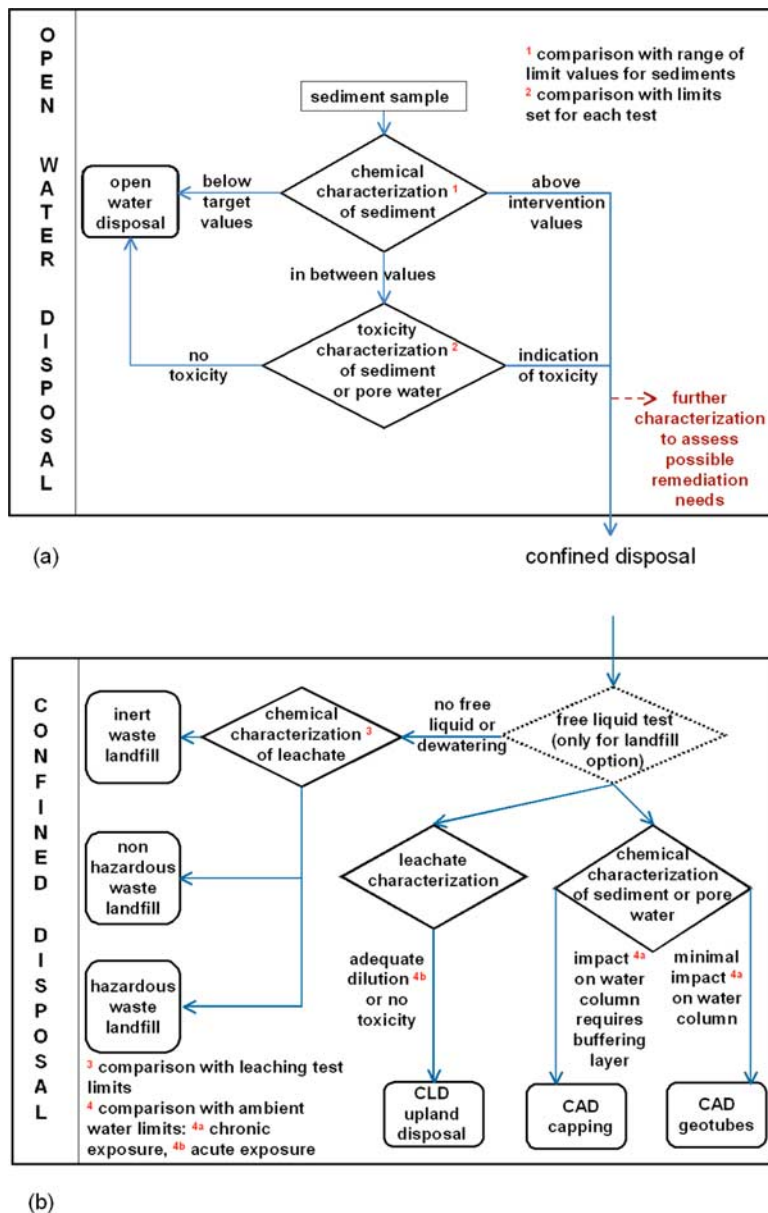 OPEN WATER DISPOSAL
1 comparison with range of
limit values for sediments
2 comparison with limits
set for each test
sediment sample
chemical
characterization 1
of sediment
open
water
disposal
below
target
values
above
intervention
values
in between values
toxicity
characterization 2
of sediment
or pore water
no
toxicity
indication
of toxicity
further
characterization
to assess
possible
remediation
needs
(a)
confined disposal
CONFINED DISPOSAL
inert
waste
landfill
chemical
characterization 3
of leachate
no free
liquid or
dewatering
free liquid test
(only for landfill
option)
non
hazardous
waste
landfill
leachate
characterization
chemical
characterization
of sediment or pore
water
hazardous
waste
landfill
adequate
dilution 4b
or no
toxicity
impact 4a
on water
column
requires
buffering
layer
minimal
impact 4a
on water
column
3 comparison with leaching test
limits
4 comparison with ambient
water limits: 4a chronic
exposure, 4b acute exposure
CLD
upland
disposal
CAD
capping
CAD
geotubes
(b)